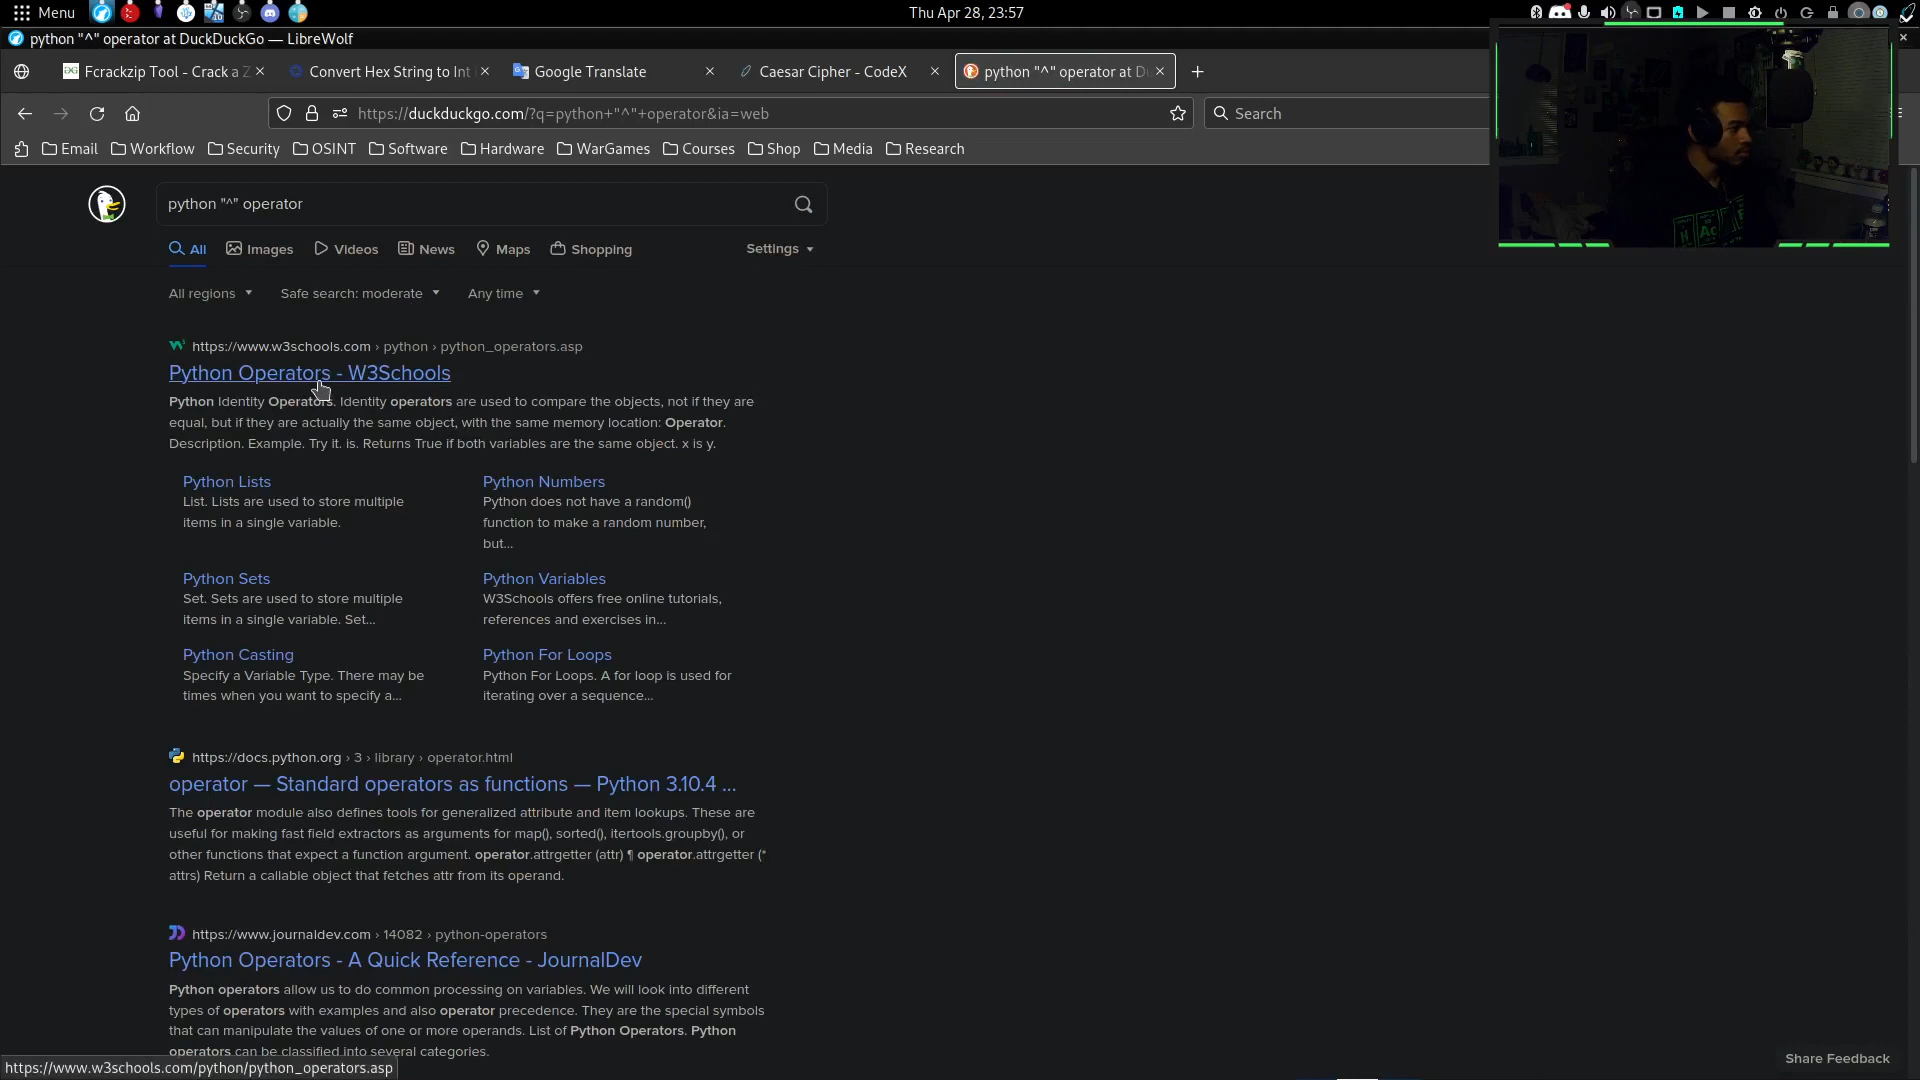 Menu
Thu Apr 28, 23:57
python "^" operator at DuckDuckGo — LibreWolf
Fcrackzip Tool - Crack a Z
Convert Hex String to Int
Google Translate
Caesar Cipher - CodeX
python "^" operator at D
https://duckduckgo.com/?q=python+"^"+operator&ia=web
Search
Email
Workflow
Security
OSINT
Software
Hardware
WarGames
Courses
Shop
Media
Research
python "^" operator
All
Images
Videos
News
Maps
Shopping
Settings
All regions
Safe search: moderate
Any time
https://www.w3schools.com › python › python_operators.asp
Python Operators - W3Schools
Python Identity Operators. Identity operators are used to compare the objects, not if they are
equal, but if they are actually the same object, with the same memory location: Operator.
Description. Example. Try it. is. Returns True if both variables are the same object. x is y.
Python Lists
List. Lists are used to store multiple
items in a single variable.
Python Numbers
Python does not have a random()
function to make a random number,
but...
Python Sets
Set. Sets are used to store multiple
items in a single variable. Set...
Python Variables
W3Schools offers free online tutorials,
references and exercises in...
Python Casting
Specify a Variable Type. There may be
times when you want to specify a...
Python For Loops
Python For Loops. A for loop is used for
iterating over a sequence...
https://docs.python.org › 3 › library › operator.html
operator — Standard operators as functions — Python 3.10.4 ...
The operator module also defines tools for generalized attribute and item lookups. These are
useful for making fast field extractors as arguments for map(), sorted(), itertools.groupby(), or
other functions that expect a function argument. operator.attrgetter (attr) ¶ operator.attrgetter (*
attrs) Return a callable object that fetches attr from its operand.
https://www.journaldev.com › 14082 › python-operators
Python Operators - A Quick Reference - JournalDev
Python operators allow us to do common processing on variables. We will look into different
types of operators with examples and also operator precedence. They are the special symbols
that can manipulate the values of one or more operands. List of Python Operators. Python
operators can be classified into several categories.
https://www.w3schools.com/python/python_operators.asp
Share Feedback